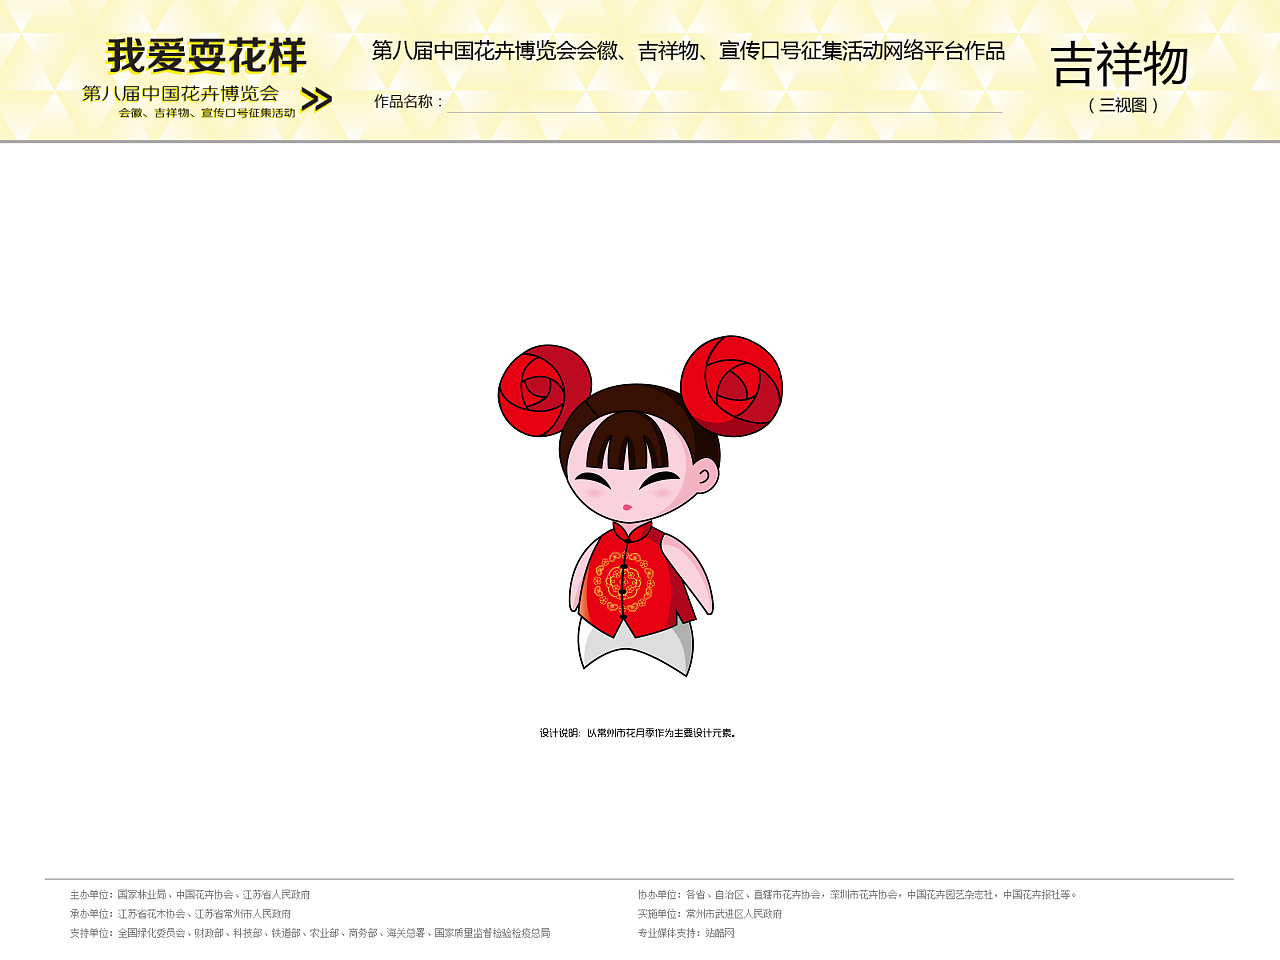 我爱耍花样
第八届中国花卉博览会
会徽、吉祥物、宣传口号征集活动
第八届中国花卉博览会会徽、吉祥物、宣传口号征集活动网络平台作品
作品名称：
吉祥物
（三视图）
设计说明：以常州市花月季作为主要设计元素。
主办单位：国家林业局、中国花卉协会、江苏省人民政府
承办单位：江苏省花木协会、江苏省常州市人民政府
支持单位：全国绿化委员会、财政部、科技部、铁道部、农业部、商务部、海关总署、国家质量监督检验检疫总局
协办单位：各省、自治区、直辖市花卉协会，深圳市花卉协会，中国花卉园艺杂志社，中国花卉报社等。
实施单位：常州市武进区人民政府
专业媒体支持：站酷网